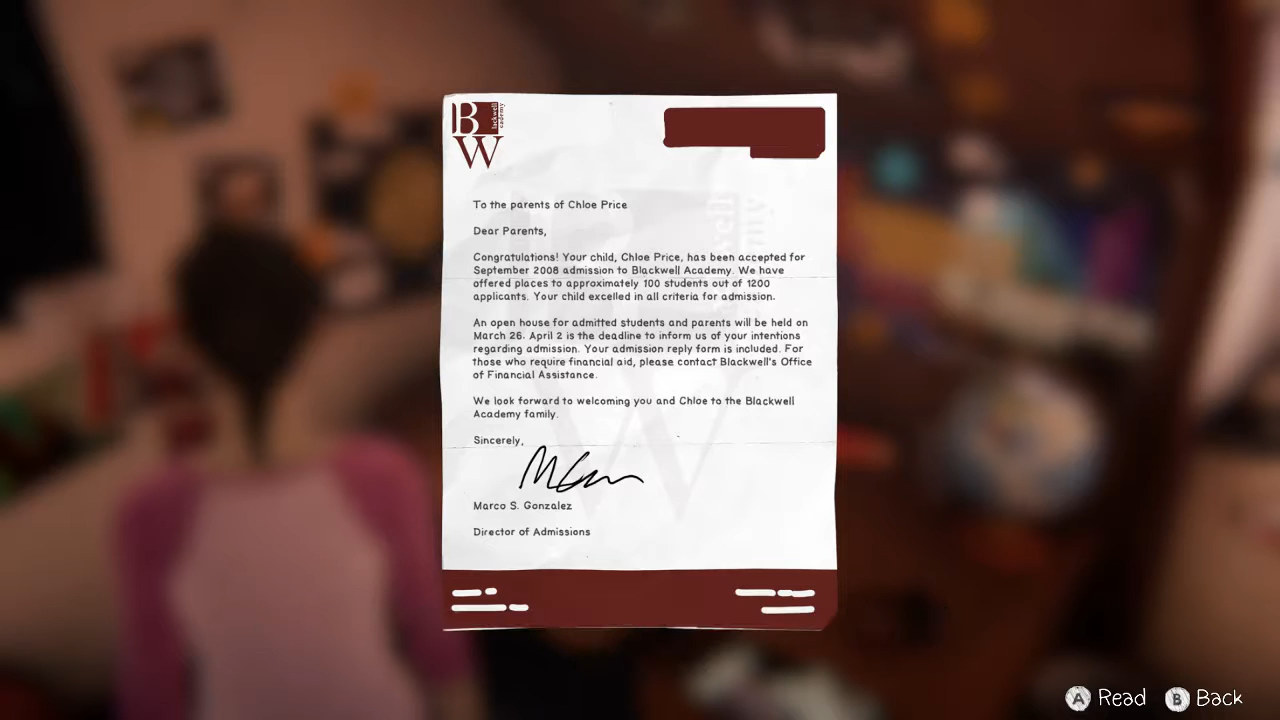 B lackwell
W cademy
To the parents of Chloe Price
Dear Parents,
Congratulations! Your child, Chloe Price, has been accepted for
September 2008 admission to Blackwell Academy. We have
offered places to approximately 100 students out of 1200
applicants. Your child excelled in all criteria for admission.
An open house for admitted students and parents will be held on
March 26. April 2 is the deadline to inform us of your intentions
regarding admission. Your admission reply form is included. For
those who require financial aid, please contact Blackwell's Office
of Financial Assistance.
We look forward to welcoming you and Chloe to the Blackwell
Academy family.
Sincerely,
Marco S. Gonzalez
Director of Admissions
A Read B Back